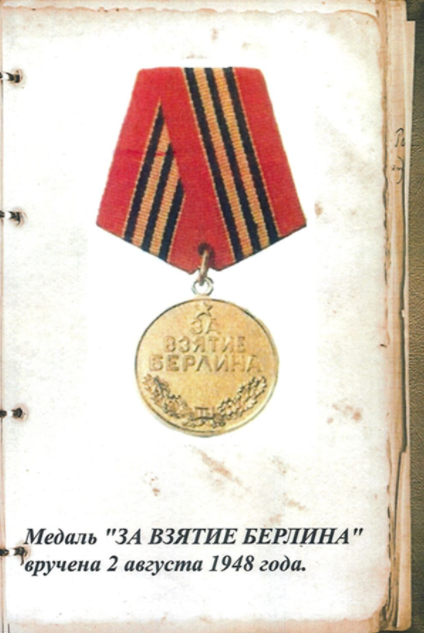 ЗА
ВЗЯТИЕ
БЕРЛИНА
Медаль "ЗА ВЗЯТИЕ БЕРЛИНА"
вручена 2 августа 1948 года.